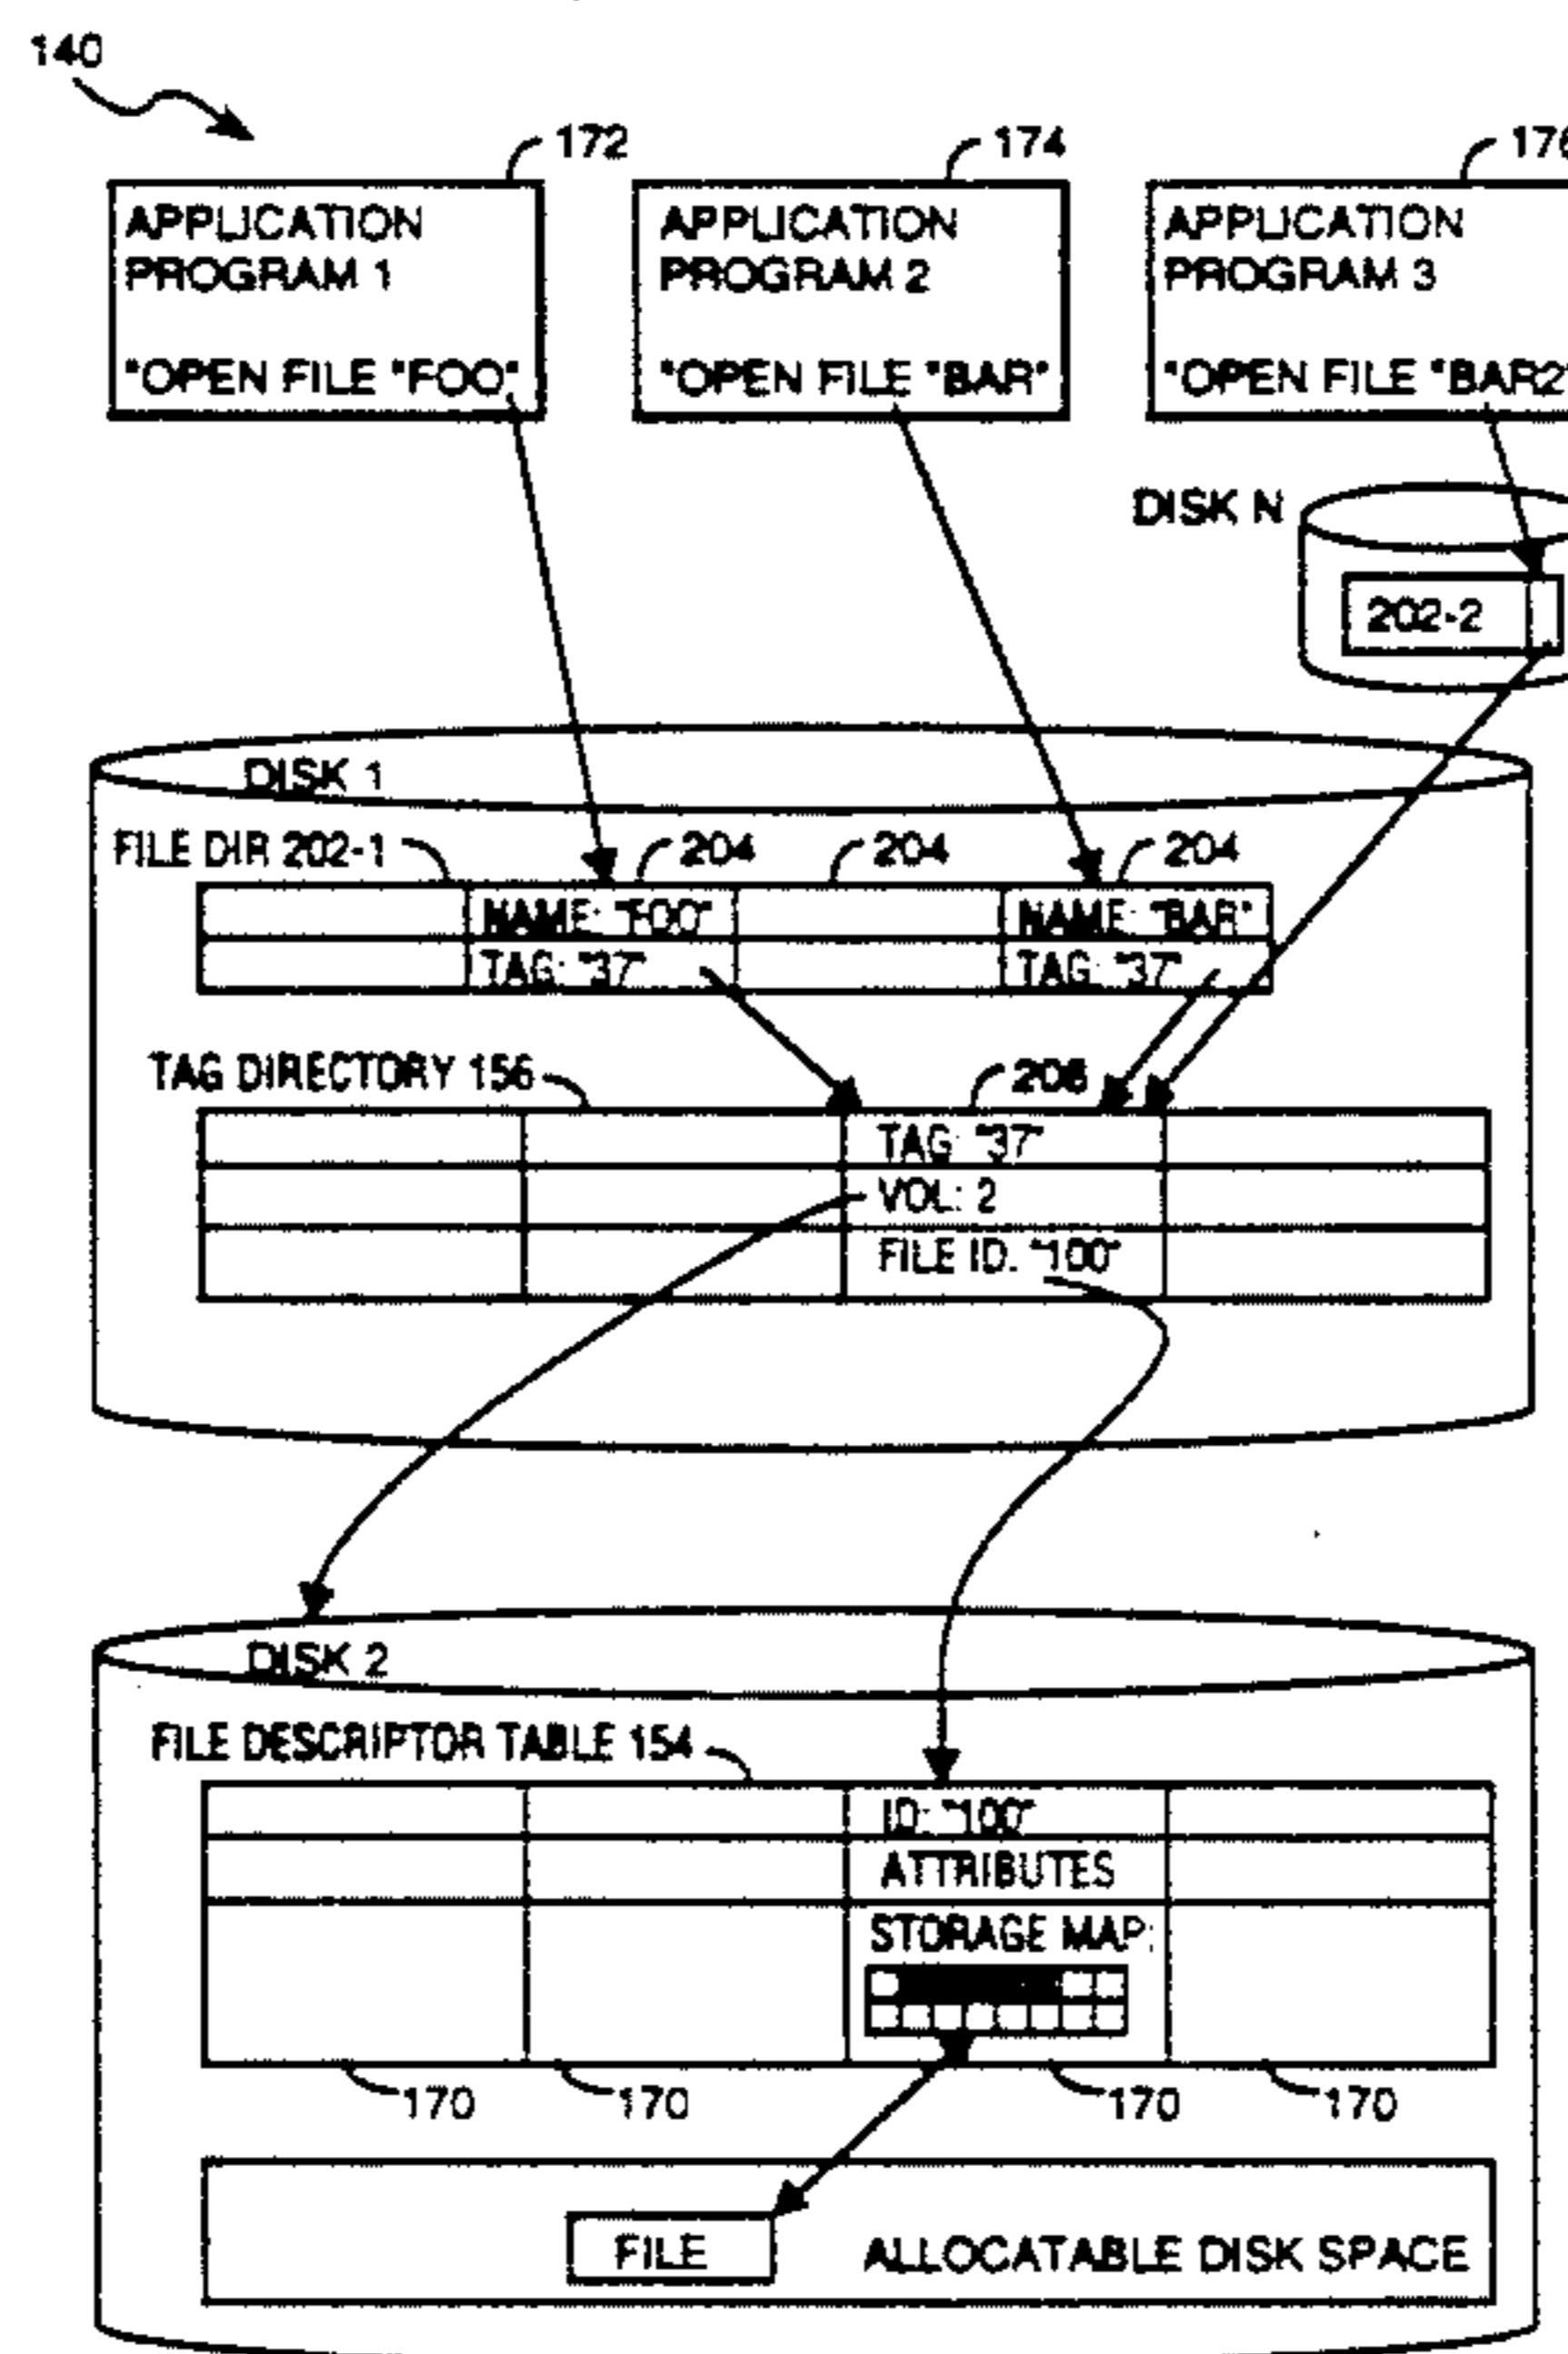 140
172
174
APPLICATION
PROGRAM 1
"OPEN FILE "FOO"
APPLICATION
PROGRAM 2
"OPEN FILE "BAR"
APPLICATION
PROGRAM 3
"OPEN FILE "BAR2"
DISK N
202-2
DISK 1
FILE DIR 202-1
204
204
204
NAME: "FOO"
NAME: "BAR"
TAG: "37"
TAG: "37"
TAG DIRECTORY 156
TAG: "37"
VOL: 2
FILE ID: "100"
DISK 2
FILE DESCRIPTOR TABLE 154
ID: "100"
ATTRIBUTES
STORAGE MAP:
170
170
170
170
FILE
ALLOCATABLE DISK SPACE